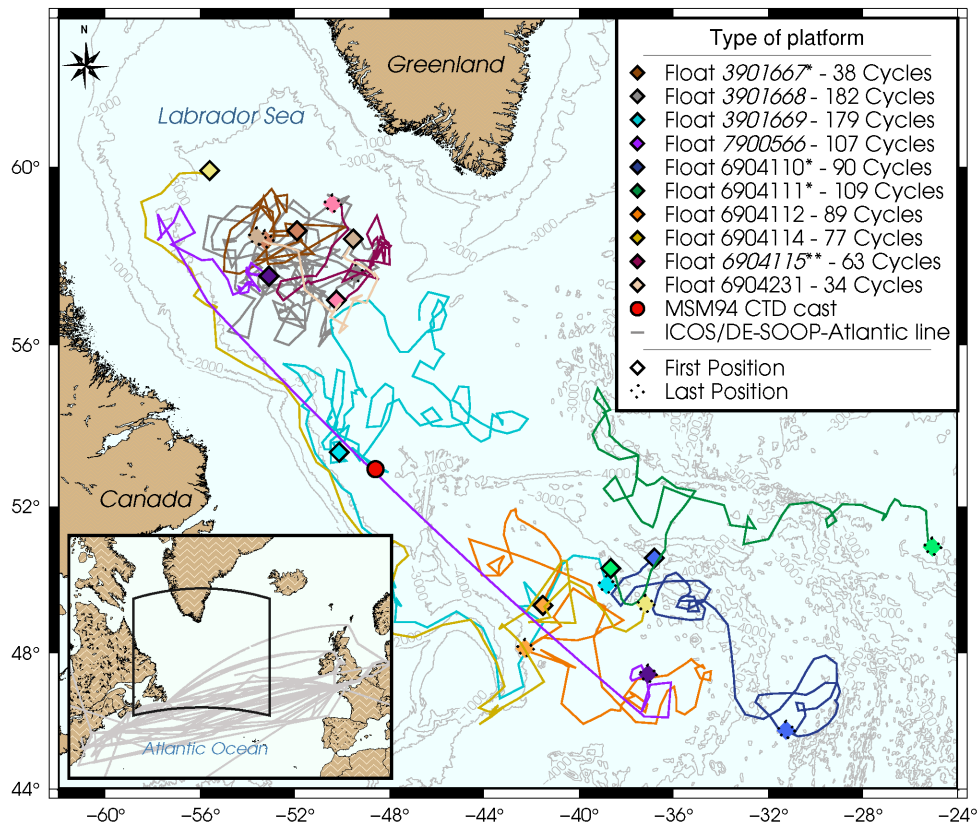 N
Greenland
Labrador Sea
Canada
Atlantic Ocean
Type of platform
Float 3901667* - 38 Cycles
Float 3901668 - 182 Cycles
Float 3901669 - 179 Cycles
Float 7900566 - 107 Cycles
Float 6904110* - 90 Cycles
Float 6904111* - 109 Cycles
Float 6904112 - 89 Cycles
Float 6904114 - 77 Cycles
Float 6904115** - 63 Cycles
Float 6904231 - 34 Cycles
MSM94 CTD cast
ICOS/DE-SOOP-Atlantic line
First Position
Last Position
60°
56°
52°
48°
44°
−60° −56° −52° −48° −44° −40° −36° −32° −28° −24°